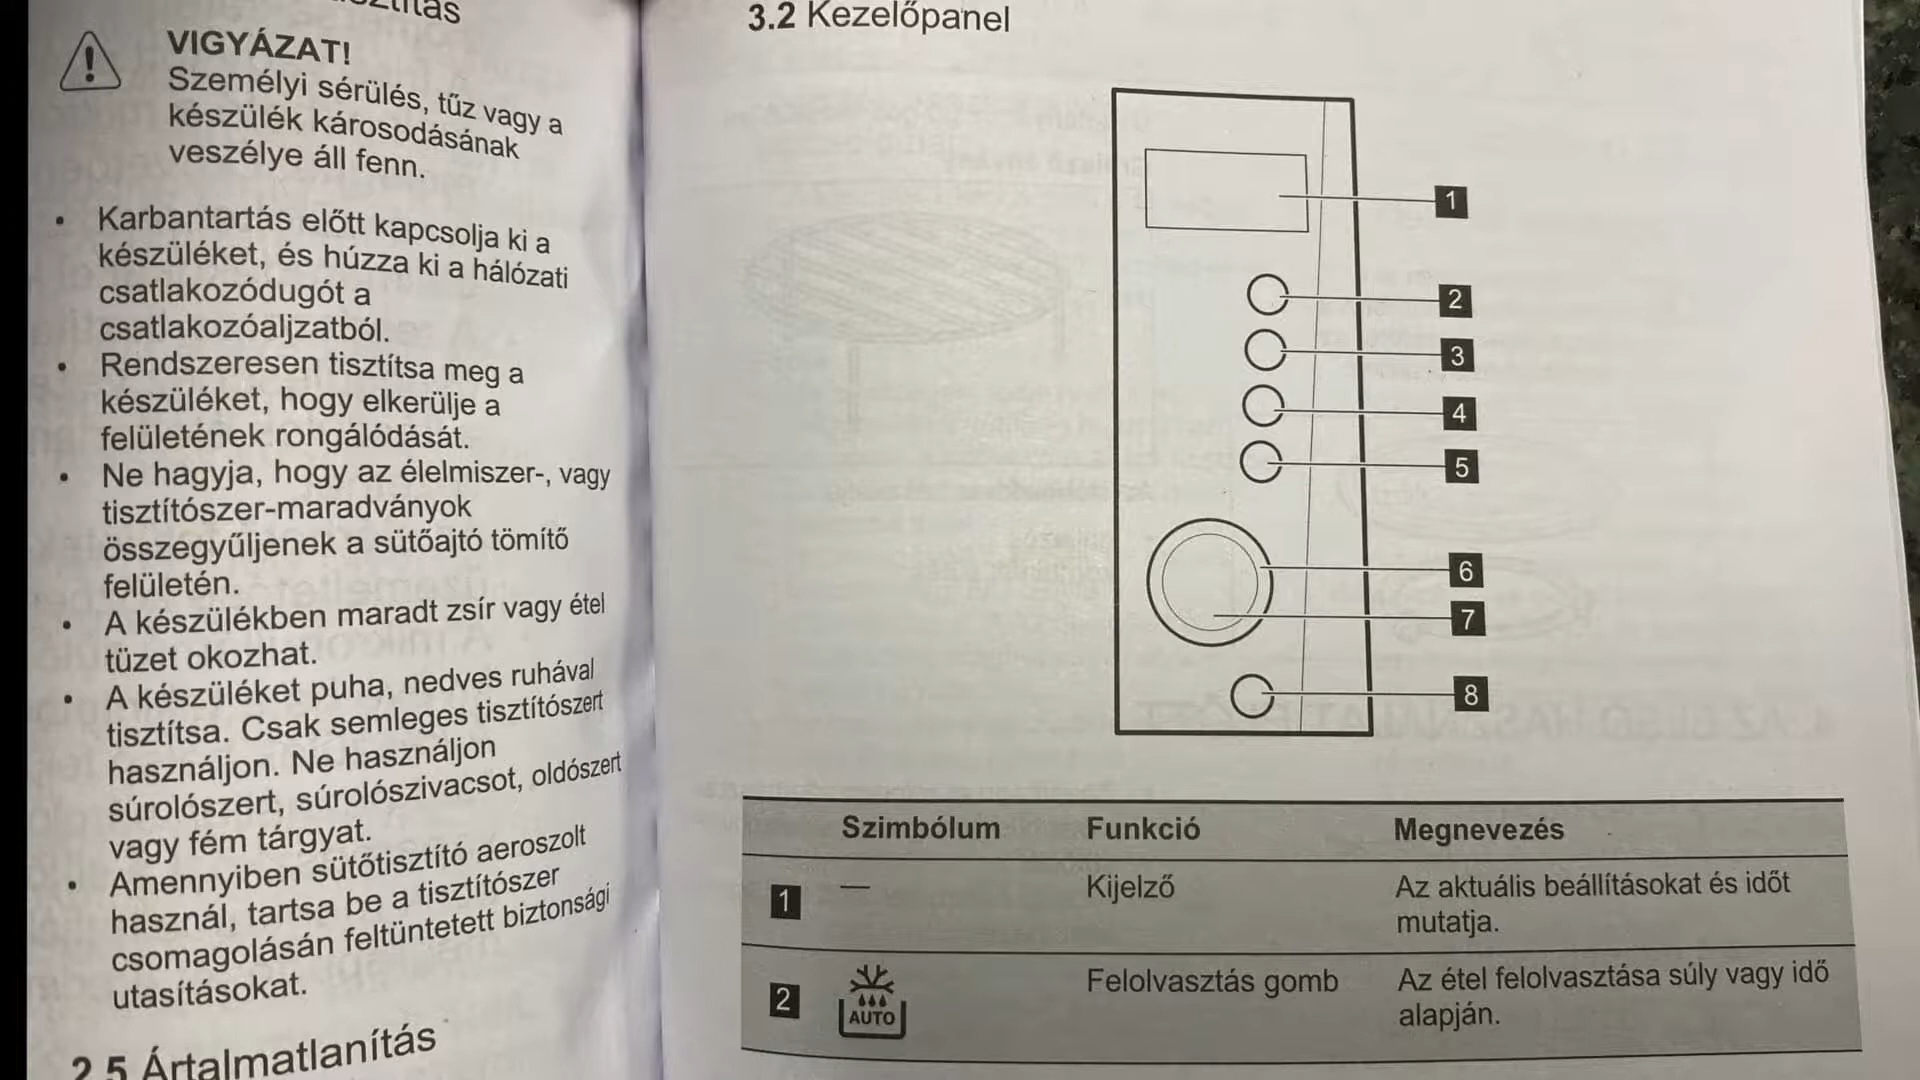 VIGYÁZAT!
Személyi sérülés, tűz vagy a
készülék károsodásának
veszélye áll fenn.
• Karbantartás előtt kapcsolja ki a
készüléket, és húzza ki a hálózati
csatlakozódugót a
csatlakozóaljzatból.
• Rendszeresen tisztítsa meg a
készüléket, hogy elkerülje a
felületének rongálódását.
• Ne hagyja, hogy az élelmiszer-, vagy
tisztítószer-maradványok
összegyűljenek a sütőajtó tömítő
felületén.
• A készülékben maradt zsír vagy étel
tüzet okozhat.
• A készüléket puha, nedves ruhával
tisztítsa. Csak semleges tisztítószert
használjon. Ne használjon
súrolószert, súrolószivacsot, oldószert
vagy fém tárgyat.
• Amennyiben sütőtisztító aeroszolt
használ, tartsa be a tisztítószer
csomagolásán feltüntetett biztonsági
utasításokat.
2.5 Ártalmatlanítás
3.2 Kezelőpanel
1
2
3
4
5
6
7
8
Szimbólum Funkció Megnevezés
1 — Kijelző Az aktuális beállításokat és időt
mutatja.
2 AUTO Felolvasztás gomb Az étel felolvasztása súly vagy idő
alapján.